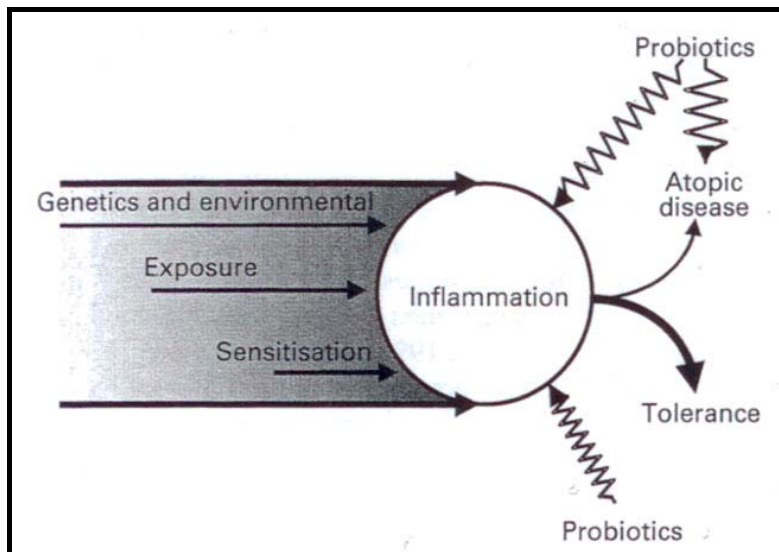 Probiotics
Genetics and environmental
Atopic
disease
Exposure
Inflammation
Sensitisation
Tolerance
Probiotics